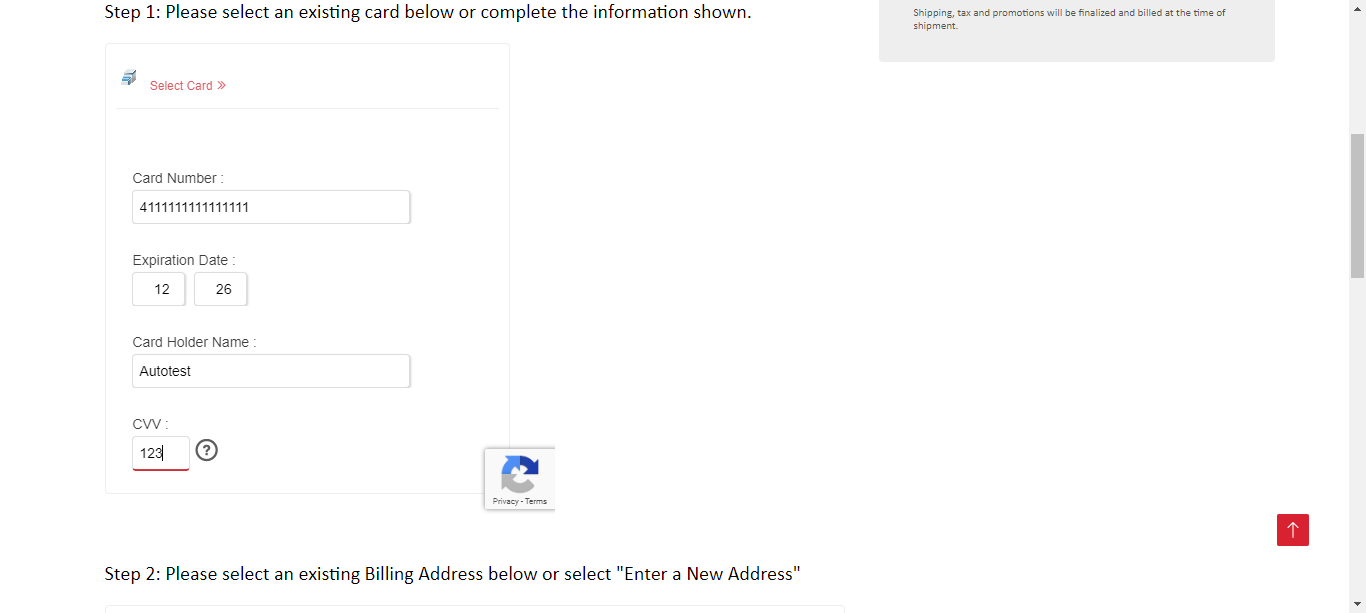 Step 1: Please select an existing card below or complete the information shown.
Shipping, tax and promotions will be finalized and billed at the time of
shipment.
Select Card »
Card Number :
4111111111111111
Expiration Date :
12 26
Card Holder Name :
Autotest
CVV :
123
?
Privacy - Terms
Step 2: Please select an existing Billing Address below or select "Enter a New Address"